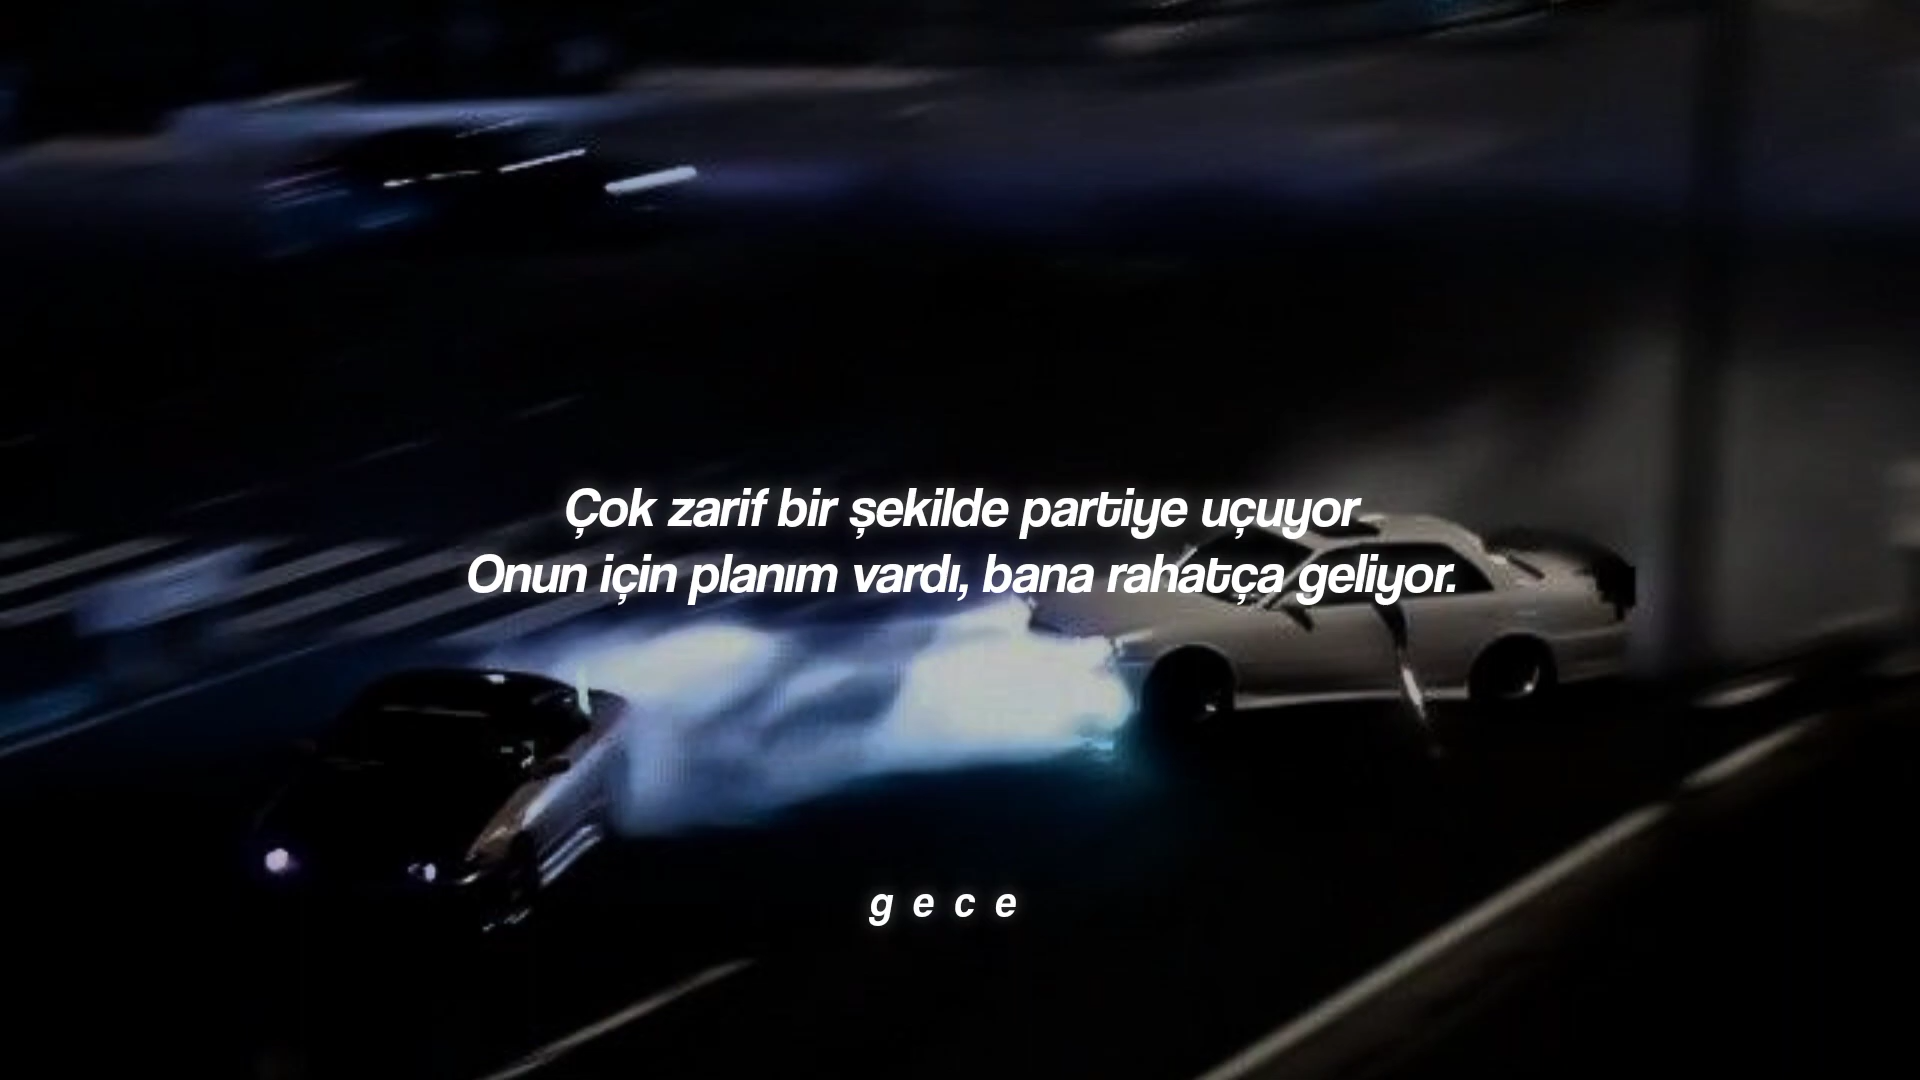 Çok zarif bir şekilde partiye uçuyor
Onun için planım vardı, bana rahatça geliyor.
g e c e